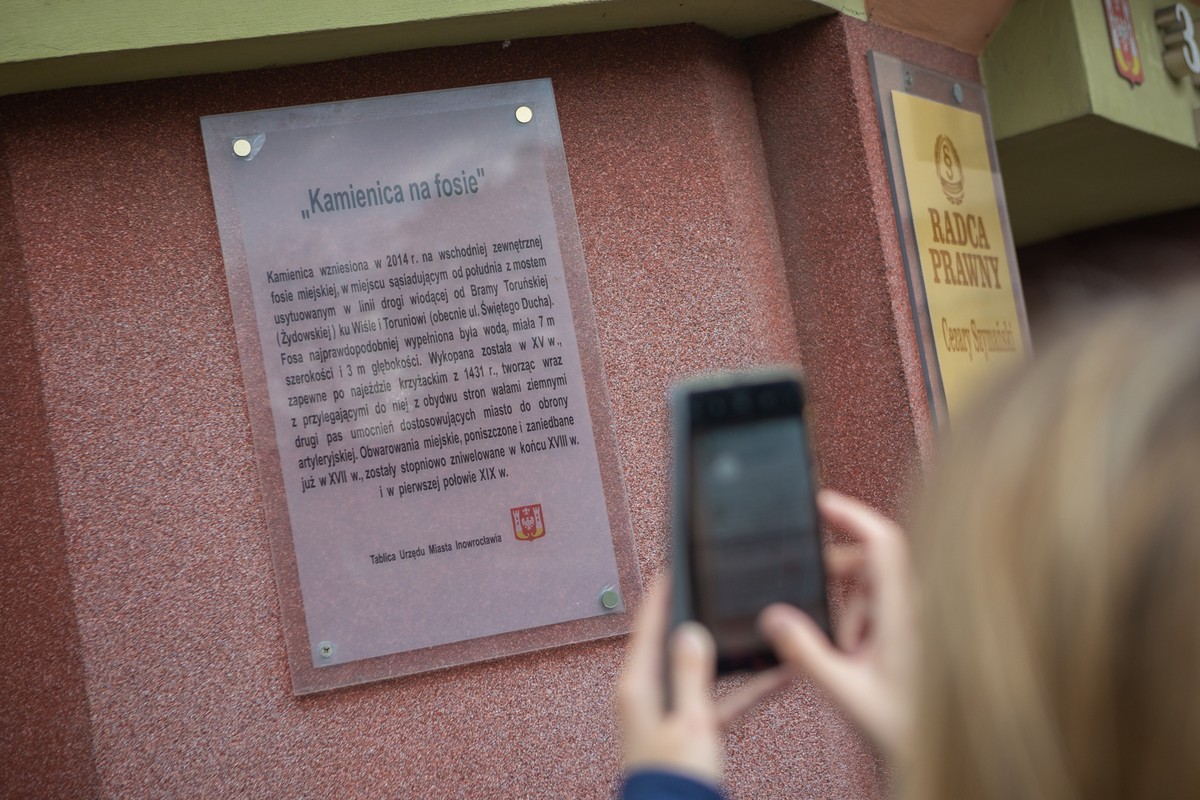 „Kamienica na fosie"
Kamienica wzniesiona w 2014 r. na wschodniej zewnętrznej
fosie miejskiej, w miejscu sąsiadującym od południa z mostem
usytuowanym w linii drogi wiodącej od Bramy Toruńskiej
(Żydowskiej) ku Wiśle i Toruniowi (obecnie ul. Świętego Ducha).
Fosa najprawdopodobniej wypełniona była wodą, miała 7 m
szerokości i 3 m głębokości. Wykopana została w XV w.,
zapewne po najeździe krzyżackim z 1431 r., tworząc wraz
z przylegającymi do niej z obydwu stron wałami ziemnymi
drugi pas umocnień dostosowujących miasto do obrony
artyleryjskiej. Obwarowania miejskie, poniszczone i zaniedbane
już w XVII w., zostały stopniowo zniwelowane w końcu XVIII w.
i w pierwszej połowie XIX w.
Tablica Urzędu Miasta Inowrocławia
§
RADCA
PRAWNY
Cezary Szymański
3